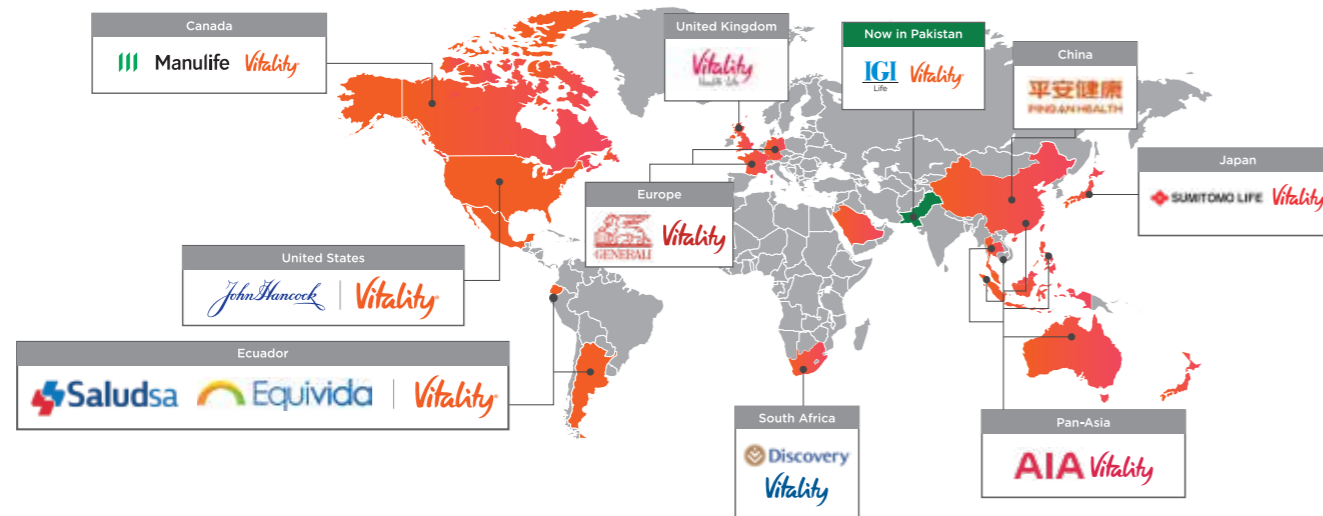 Canada
Manulife Vitality
United Kingdom
Vitality
Health Life
Now in Pakistan
IGI
Life
Vitality
China
平安健康
PING AN HEALTH
Japan
SUMITOMO LIFE Vitality
Europe
GENERALI
Vitality
United States
John Hancock Vitality
Ecuador
Saludsa Equivida Vitality
South Africa
Discovery
Vitality
Pan-Asia
AIA Vitality